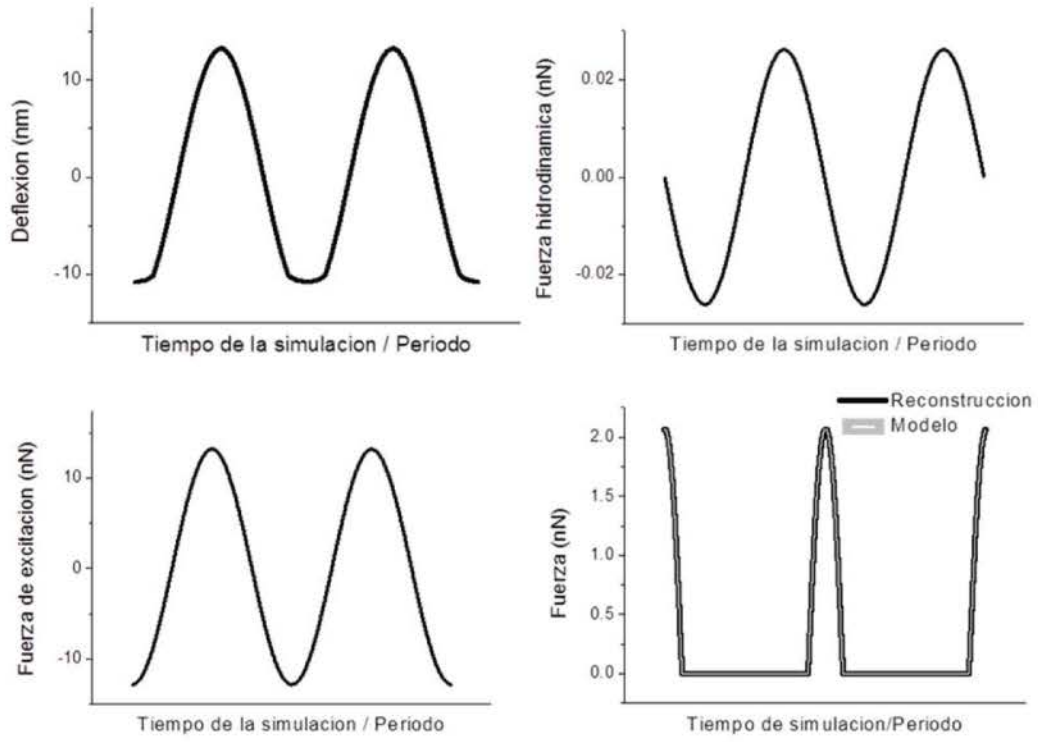 Deflexion (nm)
10
0
-10
Tiempo de la simulacion / Periodo
Fuerza hidrodinamica (nN)
0.02
0.00
-0.02
Tiempo de la simulacion / Periodo
Fuerza de excitacion (nN)
10
0
-10
Tiempo de la simulacion / Periodo
Reconstruccion
Modelo
Fuerza (nN)
2.0
1.5
1.0
0.5
0.0
Tiempo de simulacion/Periodo